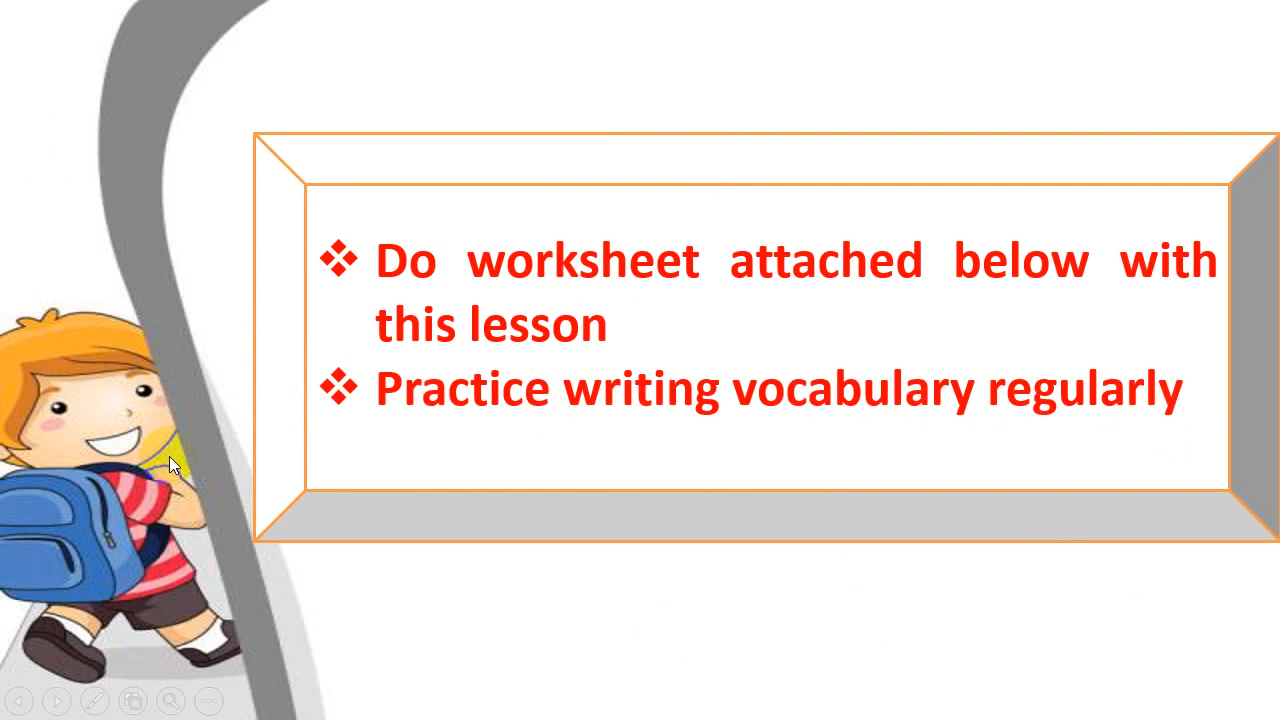 ❖ Do worksheet attached below with
this lesson
❖ Practice writing vocabulary regularly